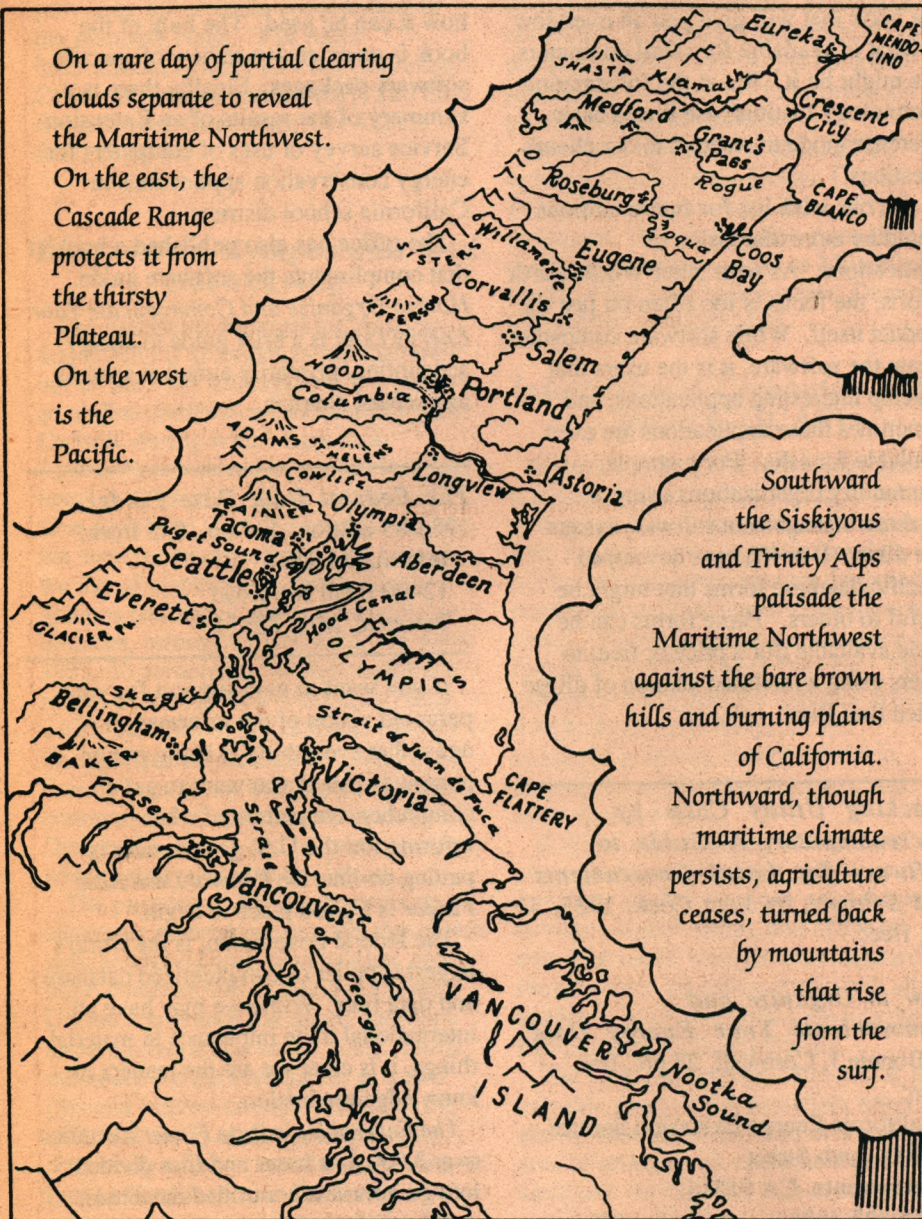 On a rare day of partial clearing
clouds separate to reveal
the Maritime Northwest.
On the east, the
Cascade Range
protects it from
the thirsty
Plateau.
On the west
is the
Pacific.
Eureka
CAPE
MENDO-
CINO
SHASTA
Klamath
Medford
Crescent
City
Grant's
Pass
Rogue
Roseburg
CAPE
BLANCO
Umpqua
Coos
Bay
SISTERS
Willamette
Eugene
JEFFERSON
Corvallis
Salem
HOOD
Columbia
Portland
ADAMS
ST HELENS
Cowlitz
Longview
Astoria
RAINIER
Olympia
Tacoma
Puget Sound
Seattle
Aberdeen
Everett
Hood Canal
GLACIER PK.
OLYMPICS
Skagit
Bellingham
BAKER
Strait of Juan de Fuca
Fraser
Victoria
CAPE
FLATTERY
Strait of Georgia
Vancouver
VANCOUVER
ISLAND
Nootka
Sound
Southward
the Siskiyous
and Trinity Alps
palisade the
Maritime Northwest
against the bare brown
hills and burning plains
of California.
Northward, though
maritime climate
persists, agriculture
ceases, turned back
by mountains
that rise
from the
surf.